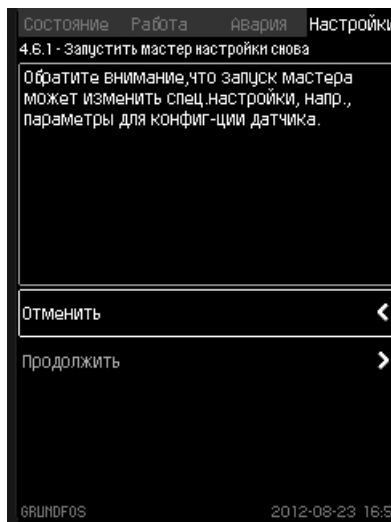 Состояние Работа Авария Настройки
4.6.1 - Запустить мастер настройки снова
Обратите внимание,что запуск мастера
может изменить спец.настройки, напр.,
параметры для конфиг-ции датчика.
Отменить
Продолжить
GRUNDFOS 2012-08-23 16:5